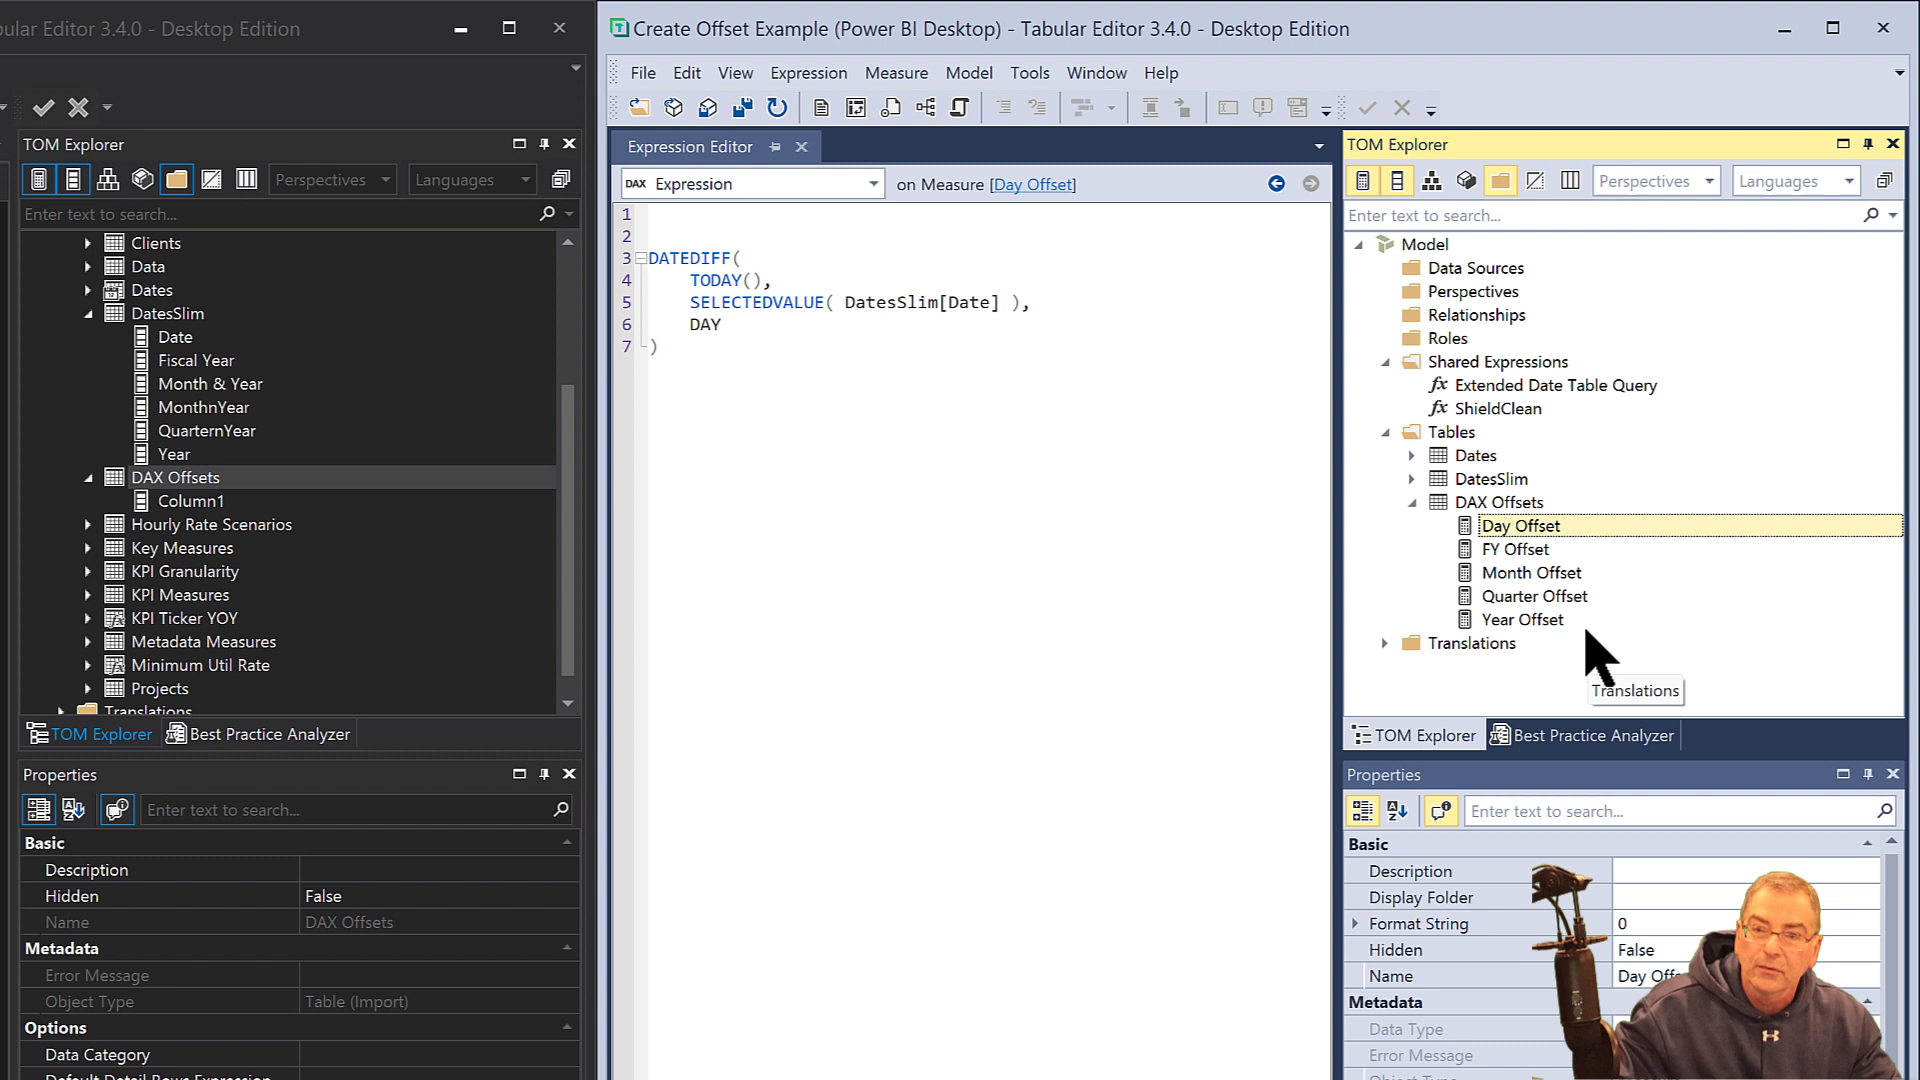 bular Editor 3.4.0 - Desktop Edition
TOM Explorer
Perspectives
Languages
Enter text to search...
Clients
Data
Dates
DatesSlim
Date
Fiscal Year
Month & Year
MonthnYear
QuarternYear
Year
DAX Offsets
Column1
Hourly Rate Scenarios
Key Measures
KPI Granularity
KPI Measures
KPI Ticker YOY
Metadata Measures
Minimum Util Rate
Projects
Translations
TOM Explorer
Best Practice Analyzer
Properties
Enter text to search...
Basic
Description
Hidden False
Name DAX Offsets
Metadata
Error Message
Object Type Table (Import)
Options
Data Category
Default Detail Rows Expression
Create Offset Example (Power BI Desktop) - Tabular Editor 3.4.0 - Desktop Edition
File Edit View Expression Measure Model Tools Window Help
Expression Editor
DAX Expression on Measure [Day Offset]
1
2
3 DATEDIFF(
4 TODAY(),
5 SELECTEDVALUE( DatesSlim[Date] ),
6 DAY
7 )
TOM Explorer
Perspectives
Languages
Enter text to search...
Model
Data Sources
Perspectives
Relationships
Roles
Shared Expressions
fx Extended Date Table Query
fx ShieldClean
Tables
Dates
DatesSlim
DAX Offsets
Day Offset
FY Offset
Month Offset
Quarter Offset
Year Offset
Translations
Translations
TOM Explorer
Best Practice Analyzer
Properties
Enter text to search...
Basic
Description
Display Folder
Format String 0
Hidden False
Name Day Offs
Metadata
Data Type
Error Message